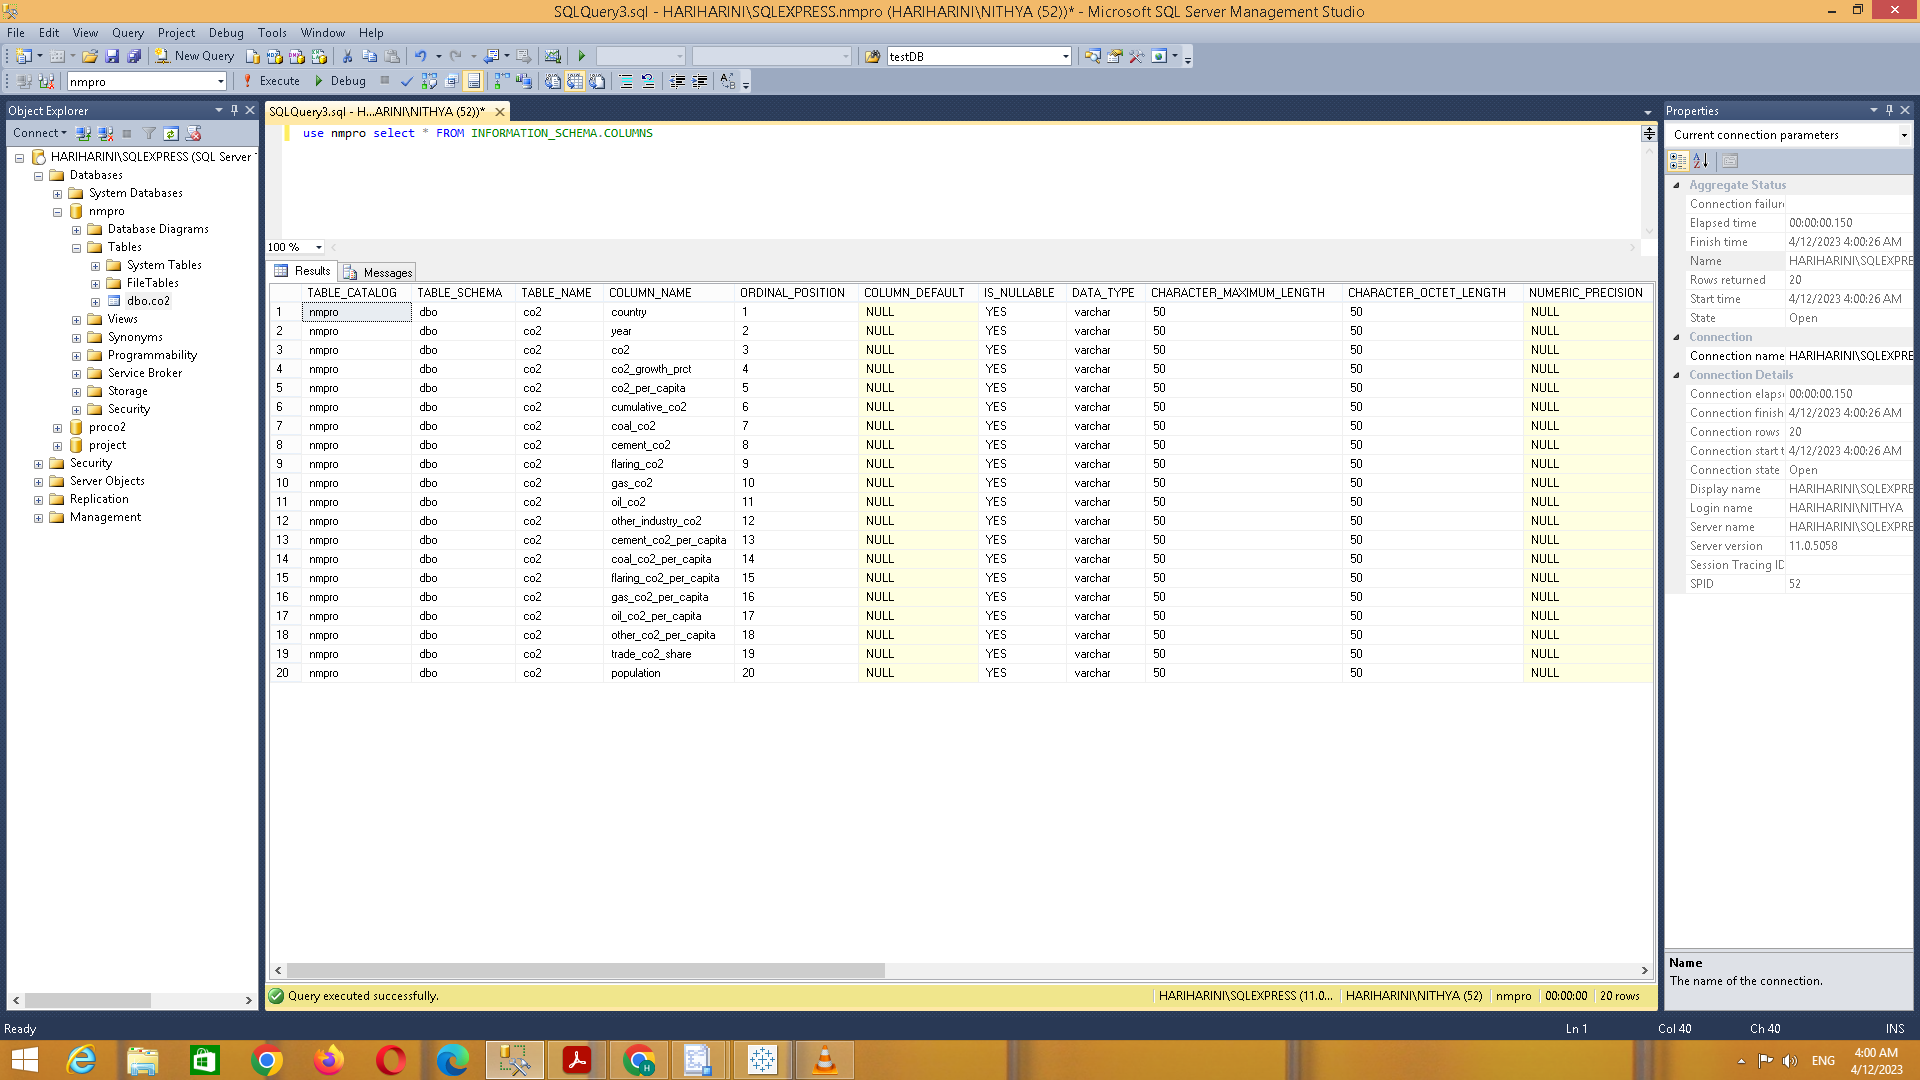 SQLQuery3.sql - HARIHARINI\SQLEXPRESS.nmpro (HARIHARINI\NITHYA (52))* - Microsoft SQL Server Management Studio
File Edit View Query Project Debug Tools Window Help
New Query testDB
nmpro Execute Debug
Object Explorer
Connect
HARIHARINI\SQLEXPRESS (SQL Server
Databases
System Databases
nmpro
Database Diagrams
Tables
System Tables
FileTables
dbo.co2
Views
Synonyms
Programmability
Service Broker
Storage
Security
proco2
project
Security
Server Objects
Replication
Management
SQLQuery3.sql - H...ARINI\NITHYA (52))*
use nmpro select * FROM INFORMATION_SCHEMA.COLUMNS
100 %
Results Messages
TABLE_CATALOG TABLE_SCHEMA TABLE_NAME COLUMN_NAME ORDINAL_POSITION COLUMN_DEFAULT IS_NULLABLE DATA_TYPE CHARACTER_MAXIMUM_LENGTH CHARACTER_OCTET_LENGTH NUMERIC_PRECISION
1 nmpro dbo co2 country 1 NULL YES varchar 50 50 NULL
2 nmpro dbo co2 year 2 NULL YES varchar 50 50 NULL
3 nmpro dbo co2 co2 3 NULL YES varchar 50 50 NULL
4 nmpro dbo co2 co2_growth_prct 4 NULL YES varchar 50 50 NULL
5 nmpro dbo co2 co2_per_capita 5 NULL YES varchar 50 50 NULL
6 nmpro dbo co2 cumulative_co2 6 NULL YES varchar 50 50 NULL
7 nmpro dbo co2 coal_co2 7 NULL YES varchar 50 50 NULL
8 nmpro dbo co2 cement_co2 8 NULL YES varchar 50 50 NULL
9 nmpro dbo co2 flaring_co2 9 NULL YES varchar 50 50 NULL
10 nmpro dbo co2 gas_co2 10 NULL YES varchar 50 50 NULL
11 nmpro dbo co2 oil_co2 11 NULL YES varchar 50 50 NULL
12 nmpro dbo co2 other_industry_co2 12 NULL YES varchar 50 50 NULL
13 nmpro dbo co2 cement_co2_per_capita 13 NULL YES varchar 50 50 NULL
14 nmpro dbo co2 coal_co2_per_capita 14 NULL YES varchar 50 50 NULL
15 nmpro dbo co2 flaring_co2_per_capita 15 NULL YES varchar 50 50 NULL
16 nmpro dbo co2 gas_co2_per_capita 16 NULL YES varchar 50 50 NULL
17 nmpro dbo co2 oil_co2_per_capita 17 NULL YES varchar 50 50 NULL
18 nmpro dbo co2 other_co2_per_capita 18 NULL YES varchar 50 50 NULL
19 nmpro dbo co2 trade_co2_share 19 NULL YES varchar 50 50 NULL
20 nmpro dbo co2 population 20 NULL YES varchar 50 50 NULL
Query executed successfully. HARIHARINI\SQLEXPRESS (11.0... HARIHARINI\NITHYA (52) nmpro 00:00:00 20 rows
Properties
Current connection parameters
Aggregate Status
Connection failur
Elapsed time 00:00:00.150
Finish time 4/12/2023 4:00:26 AM
Name HARIHARINI\SQLEXPRE
Rows returned 20
Start time 4/12/2023 4:00:26 AM
State Open
Connection
Connection name HARIHARINI\SQLEXPRE
Connection Details
Connection elaps 00:00:00.150
Connection finish 4/12/2023 4:00:26 AM
Connection rows 20
Connection start t 4/12/2023 4:00:26 AM
Connection state Open
Display name HARIHARINI\SQLEXPRE
Login name HARIHARINI\NITHYA
Server name HARIHARINI\SQLEXPRE
Server version 11.0.5058
Session Tracing ID
SPID 52
Name
The name of the connection.
Ready Ln 1 Col 40 Ch 40 INS
ENG
4:00 AM
4/12/2023